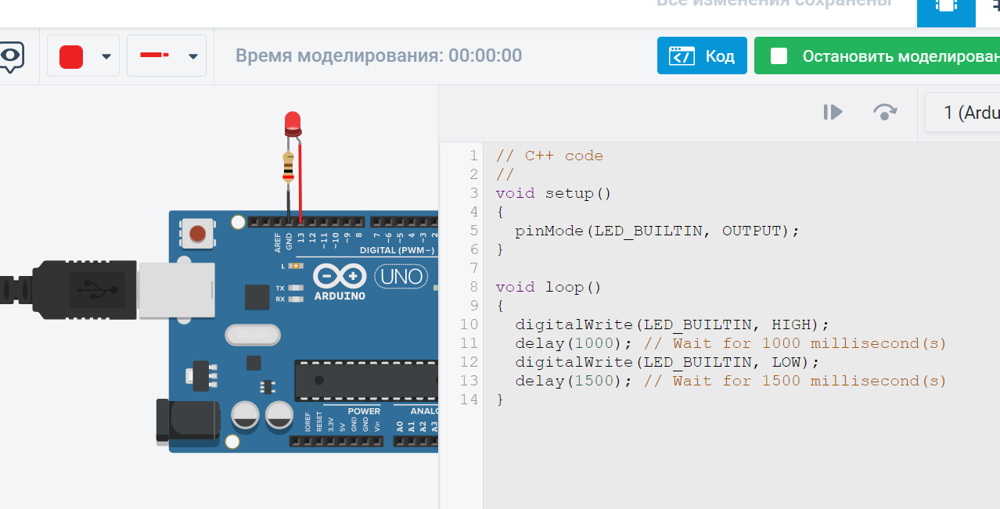 Все изменения сохранены
Время моделирования: 00:00:00
Код
Остановить моделирован
1 (Ardu
1 // C++ code
2 //
3 void setup()
4 {
5 pinMode(LED_BUILTIN, OUTPUT);
6 }
7
8 void loop()
9 {
10 digitalWrite(LED_BUILTIN, HIGH);
11 delay(1000); // Wait for 1000 millisecond(s)
12 digitalWrite(LED_BUILTIN, LOW);
13 delay(1500); // Wait for 1500 millisecond(s)
14 }
AREF GND 13 12 ~11 ~10 ~9 8 7 ~6 ~5 4 ~3 2
DIGITAL (PWM~)
L
TX
RX
UNO
ARDUINO
POWER
ANALO
IOREF RESET 3.3V 5V GND GND Vin A0 A1 A2 A3